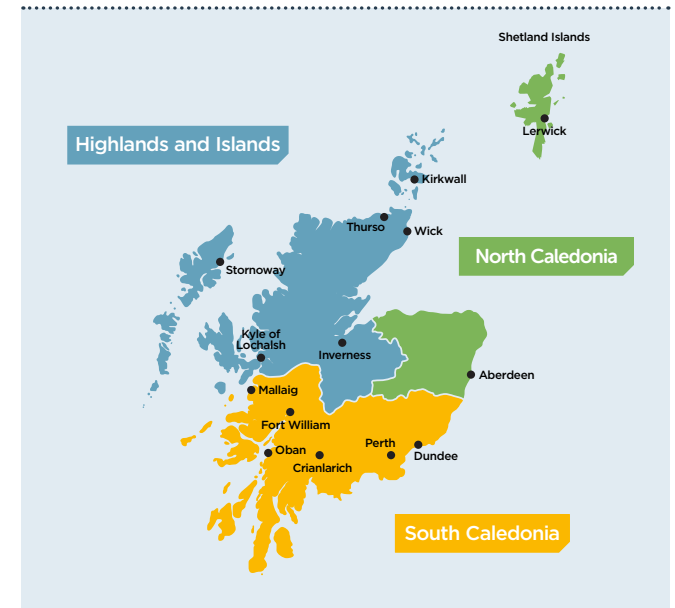 Shetland Islands
Lerwick
Highlands and Islands
Kirkwall
Thurso
Wick
North Caledonia
Stornoway
Kyle of
Lochalsh
Inverness
Aberdeen
Mallaig
Fort William
Oban
Perth
Dundee
Crianlarich
South Caledonia